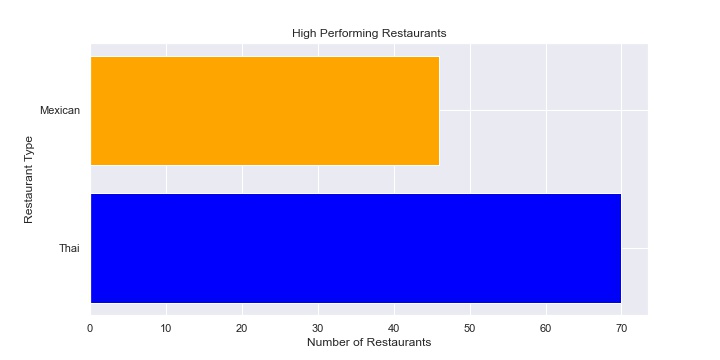 High Performing Restaurants
Restaurant Type
Mexican
Thai
0 10 20 30 40 50 60 70
Number of Restaurants